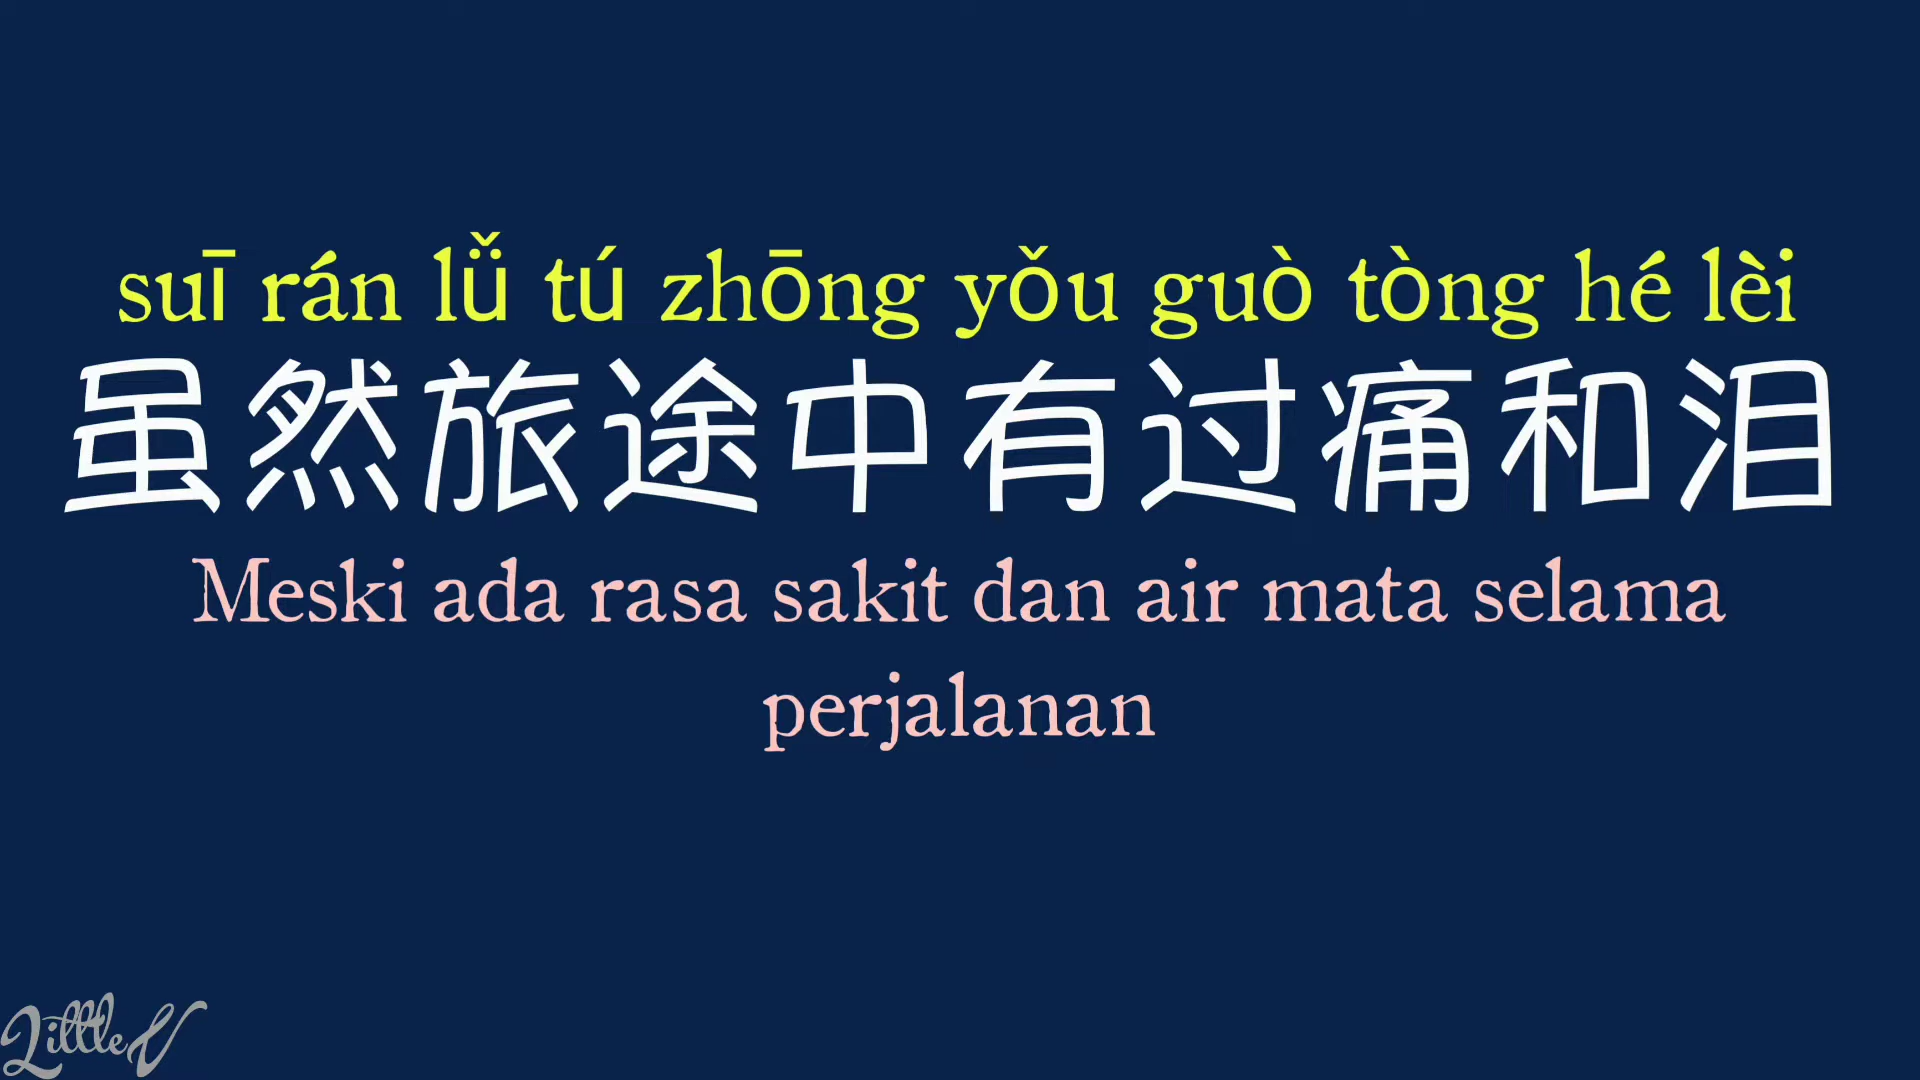 suī rán lǚ tú zhōng yǒu guò tòng hé lèi
虽然旅途中有过痛和泪
Meski ada rasa sakit dan air mata selama
perjalanan
LittleV